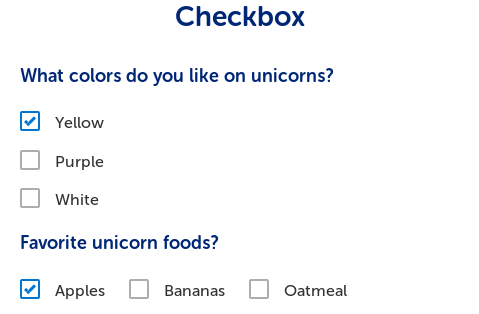 Checkbox
What colors do you like on unicorns?
Yellow
Purple
White
Favorite unicorn foods?
Apples Bananas Oatmeal